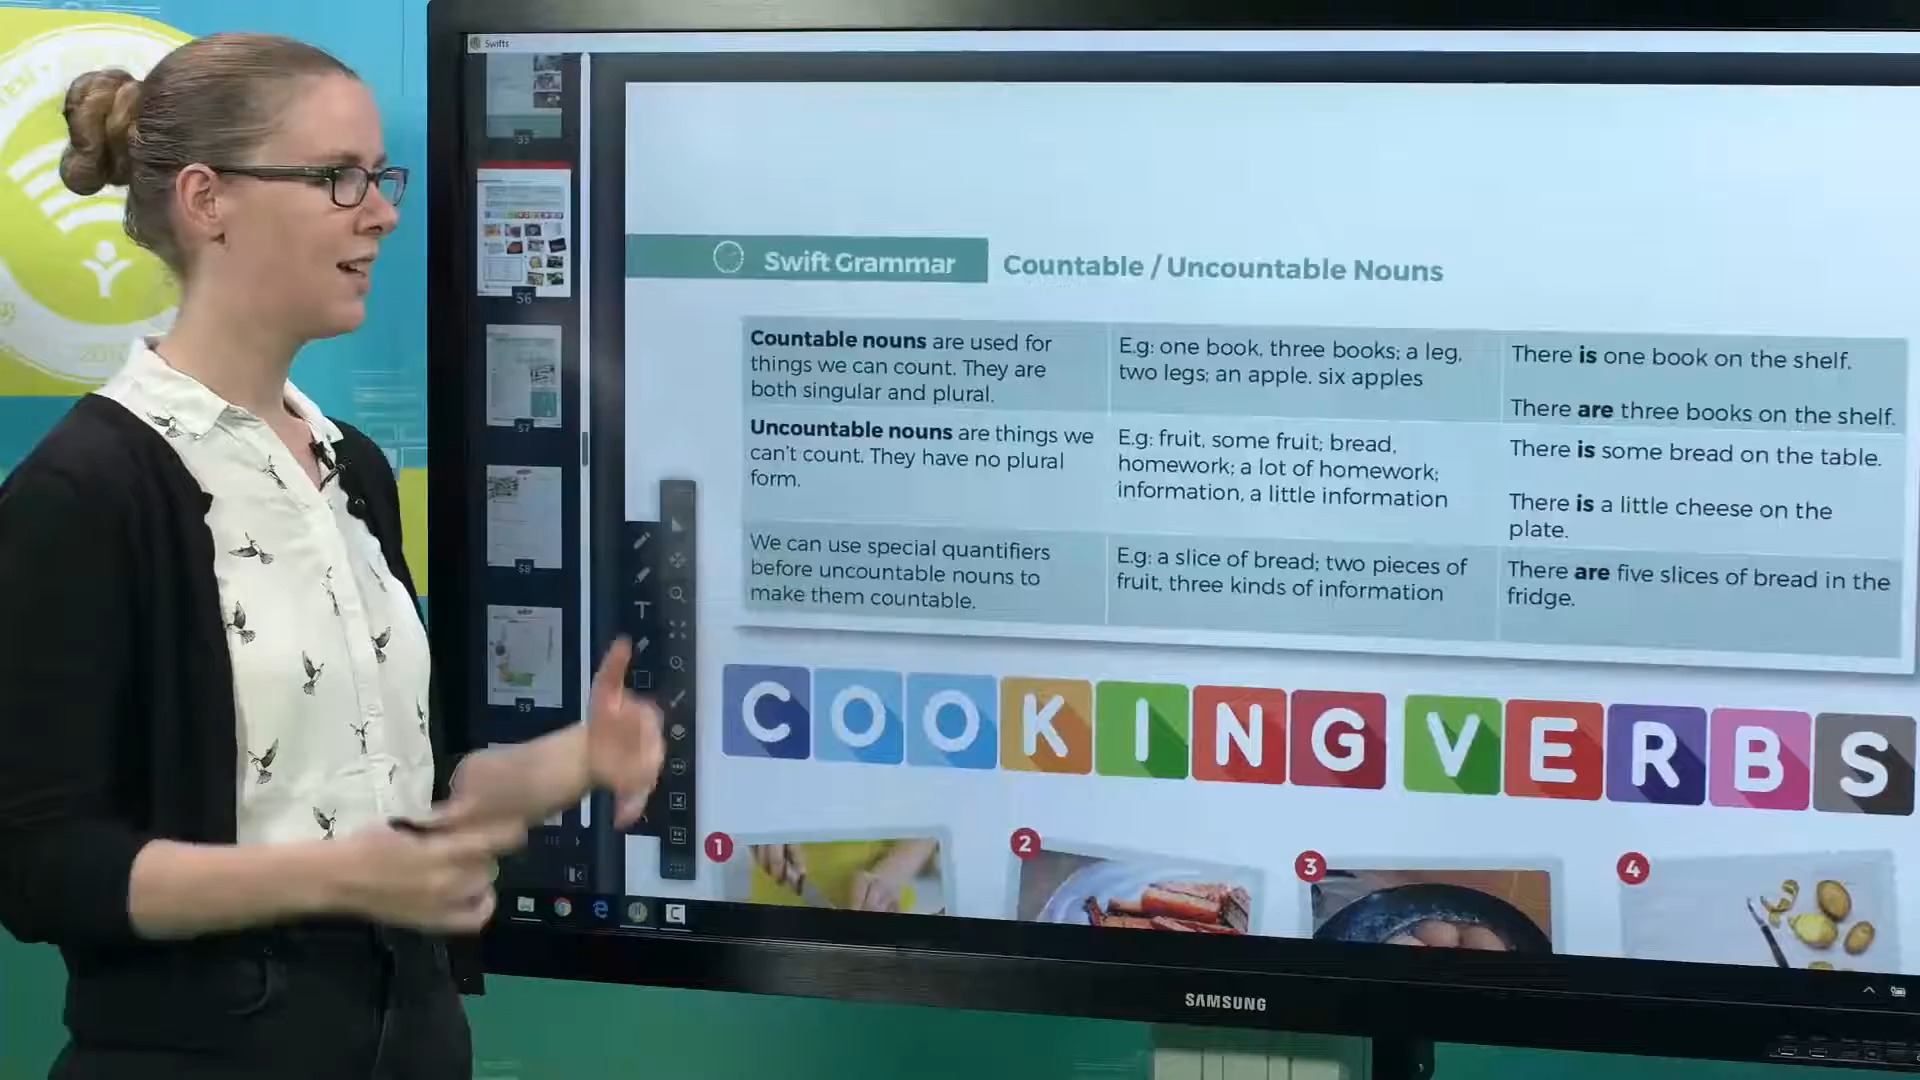 Swifts
55
56
57
58
59
Swift Grammar
Countable / Uncountable Nouns
Countable nouns are used for
things we can count. They are
both singular and plural.
E.g: one book, three books; a leg,
two legs; an apple, six apples
There is one book on the shelf.
There are three books on the shelf.
Uncountable nouns are things we
can't count. They have no plural
form.
E.g: fruit, some fruit; bread,
homework; a lot of homework;
information, a little information
There is some bread on the table.
There is a little cheese on the
plate.
We can use special quantifiers
before uncountable nouns to
make them countable.
E.g: a slice of bread; two pieces of
fruit, three kinds of information
There are five slices of bread in the
fridge.
COOKING VERBS
1
2
3
4
SAMSUNG